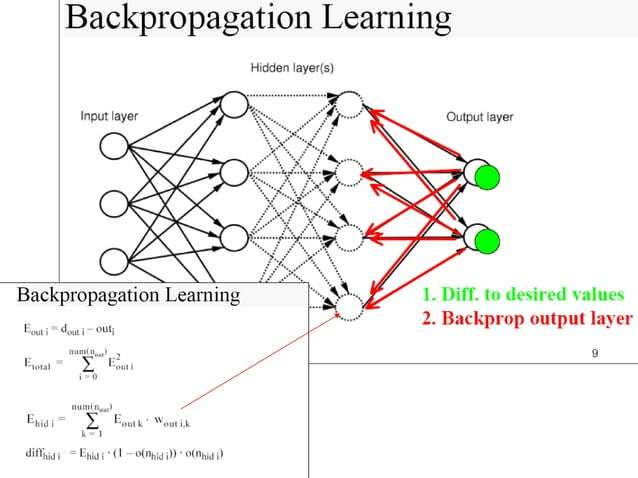 Backpropagation Learning
Hidden layer(s)
Input layer
Output layer
1. Diff. to desired values
2. Backprop output layer
9
Backpropagation Learning
E_out i = d_out i – out_i
E_total = num(n_out) ∑ i = 0 E²_out i
E_hid i = num(n_out) ∑ k = 1 E_out k · w_out i,k
diff_hid i = E_hid i · (1 – o(n_hid i)) · o(n_hid i)